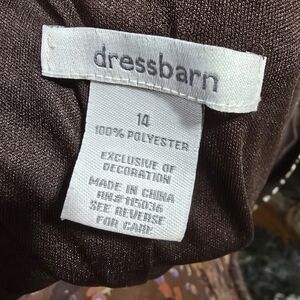 dressbarn
14
100% POLYESTER
EXCLUSIVE OF
DECORATION
MADE IN CHINA
RN#115036
SEE REVERSE
FOR CARE